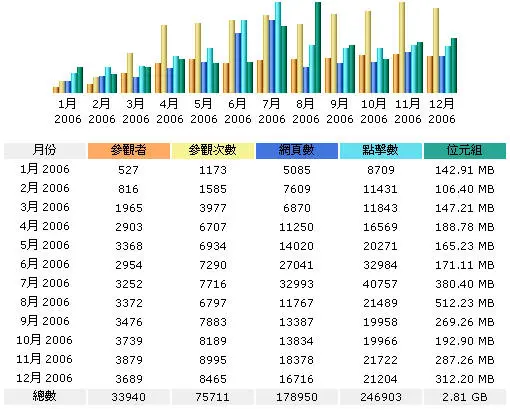 1月 2月 3月 4月 5月 6月 7月 8月 9月 10月 11月 12月
2006 2006 2006 2006 2006 2006 2006 2006 2006 2006 2006 2006
月份 參觀者 參觀次數 網頁數 點擊數 位元組
1月 2006 527 1173 5085 8709 142.91 MB
2月 2006 816 1585 7609 11431 106.40 MB
3月 2006 1965 3977 6870 11843 147.21 MB
4月 2006 2903 6707 11250 16569 188.78 MB
5月 2006 3368 6934 14020 20271 165.23 MB
6月 2006 2954 7290 27041 32984 171.11 MB
7月 2006 3252 7716 32993 40757 380.40 MB
8月 2006 3372 6797 11767 21489 512.23 MB
9月 2006 3476 7883 13387 19958 269.26 MB
10月 2006 3739 8189 13834 19966 192.90 MB
11月 2006 3879 8995 18378 21722 287.26 MB
12月 2006 3689 8465 16716 21204 312.20 MB
總數 33940 75711 178950 246903 2.81 GB